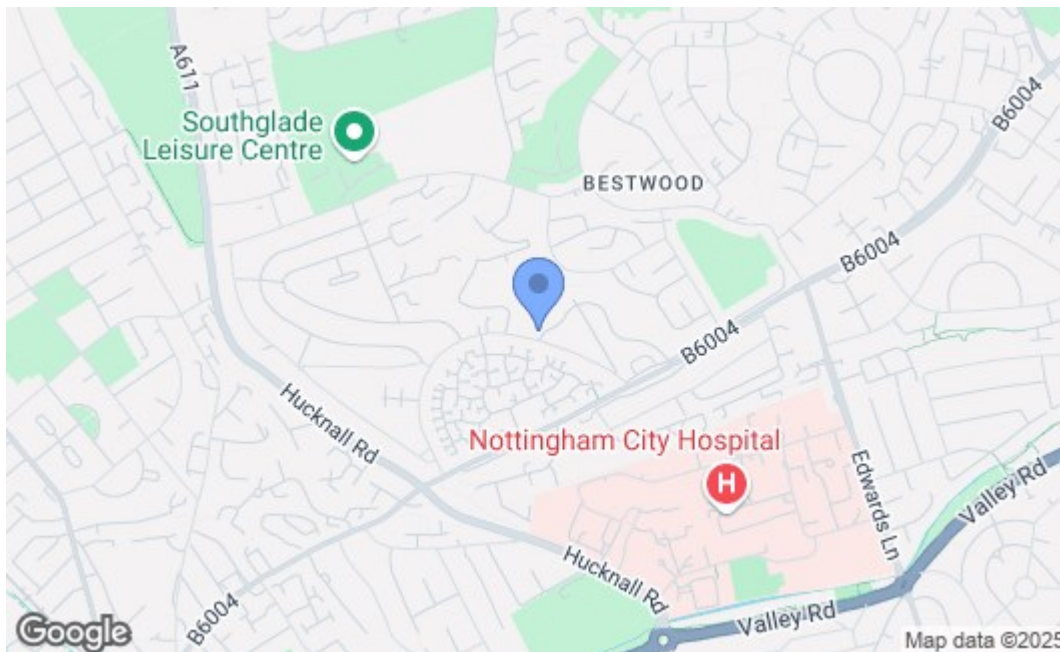 A611
Southglade
Leisure Centre
BESTWOOD
B6004
B6004
B6004
Hucknall Rd
Nottingham City Hospital
H
Edwards Ln
Valley Rd
Hucknall Rd
B6004
Valley Rd
Google
Map data ©2025